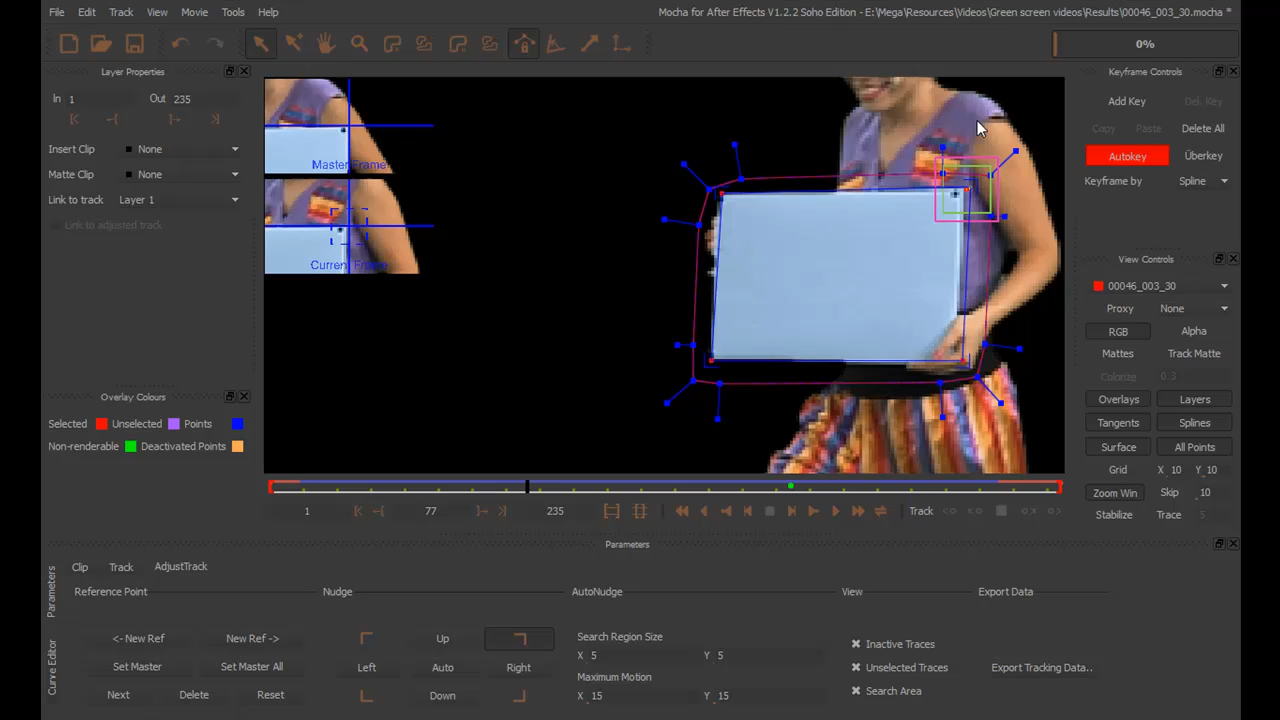 File Edit Track View Movie Tools Help
Mocha for After Effects V1.2.2 Soho Edition - E:\Mega\Resources\Videos\Green screen videos\Results\00046_003_30.mocha *
0%
Layer Properties
In 1 Out 235
Insert Clip None
Matte Clip None
Link to track Layer 1
Link to adjusted track
Overlay Colours
Selected Unselected Points
Non-renderable Deactivated Points
Master Frame
Current Frame
Keyframe Controls
Add Key Del. Key
Copy Paste Delete All
Autokey Überkey
Keyframe by Spline
View Controls
00046_003_30
Proxy None
RGB Alpha
Mattes Track Matte
Colorize 0.3
Overlays Layers
Tangents Splines
Surface All Points
Grid X 10 Y 10
Zoom Win Skip 10
Stabilize Trace 5
1 77 235 Track
Parameters
Clip Track AdjustTrack
Parameters
Curve Editor
Reference Point Nudge AutoNudge View Export Data
<- New Ref New Ref -> Up Search Region Size Inactive Traces
X 5 Y 5
Set Master Set Master All Left Auto Right Unselected Traces Export Tracking Data..
Maximum Motion
Next Delete Reset Down X 15 Y 15 Search Area